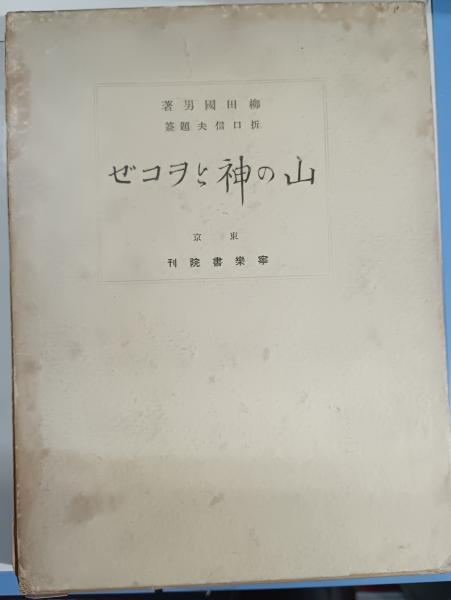 柳田國男著
折口信夫題簽
山の神とヲコゼ
東京
寧樂書院刊